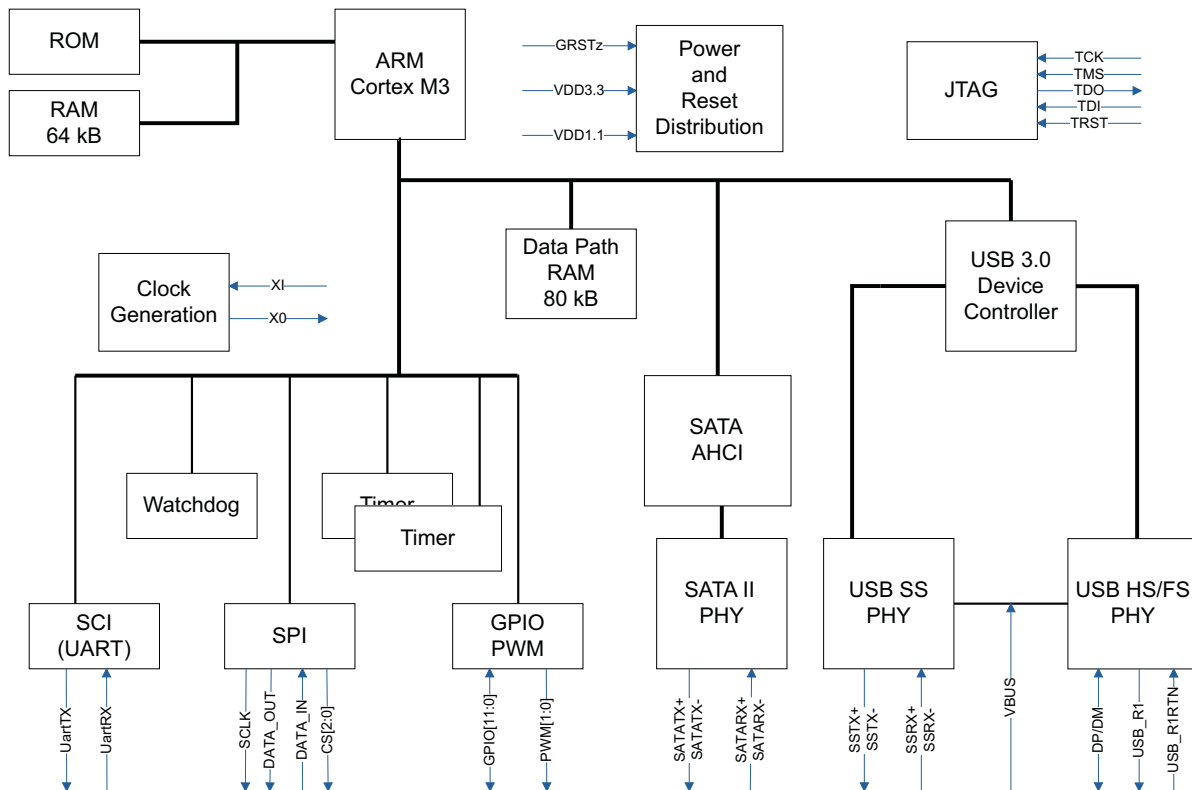 ROM
RAM
64 kB
ARM
Cortex M3
GRSTz
VDD3.3
VDD1.1
Power
and
Reset
Distribution
JTAG
TCK
TMS
TDO
TDI
TRST
Clock
Generation
XI
X0
Data Path
RAM
80 kB
USB 3.0
Device
Controller
SATA
AHCI
Watchdog
Timer
Timer
SCI
(UART)
SPI
GPIO
PWM
SATA II
PHY
USB SS
PHY
USB HS/FS
PHY
UartTX
UartRX
SCLK
DATA_OUT
DATA_IN
CS[2:0]
GPIO[11:0]
PWM[1:0]
SATATX+
SATATX-
SATARX+
SATARX-
SSTX+
SSTX-
SSRX+
SSRX-
VBUS
DP/DM
USB_R1
USB_R1RTN